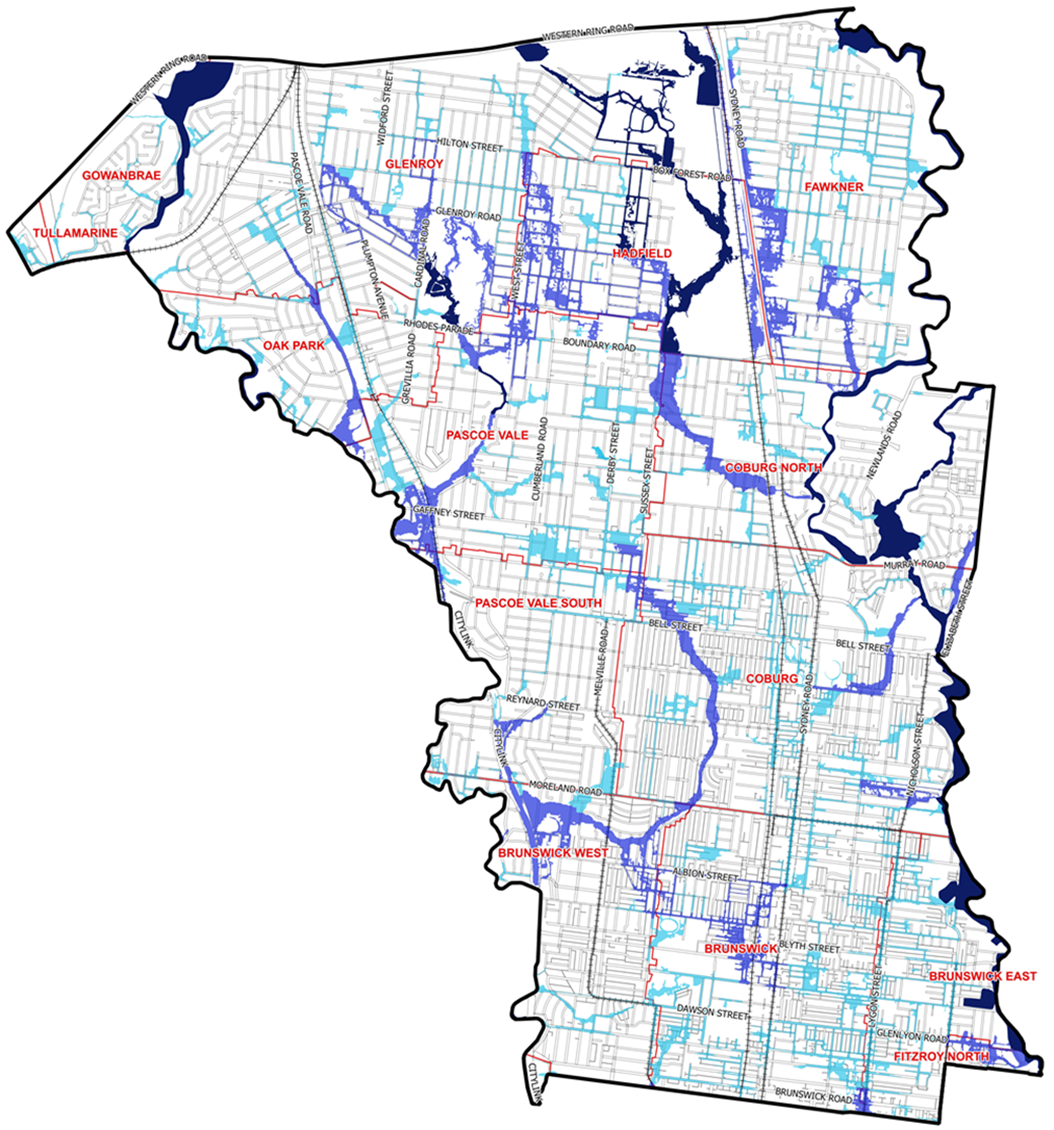 WESTERN RING ROAD
WESTERN RING ROAD
WIDFORD STREET
SYDNEY ROAD
HILTON STREET
GLENROY
PASCOE VALE ROAD
BOX FOREST ROAD
GOWANBRAE
FAWKNER
GLENROY ROAD
TULLAMARINE
CARDINAL ROAD
PLUMPTON AVENUE
WEST STREET
HADFIELD
RHODES PARADE
OAK PARK
BOUNDARY ROAD
GREVILLIA ROAD
PASCOE VALE
CUMBERLAND ROAD
DERBY STREET
SUSSEX STREET
COBURG NORTH
NEWLANDS ROAD
GAFFNEY STREET
MURRAY ROAD
PASCOE VALE SOUTH
ELIZABETH STREET
CITYLINK
BELL STREET
BELL STREET
MELVILLE ROAD
COBURG
SYDNEY ROAD
REYNARD STREET
CITYLINK
NICHOLSON STREET
MORELAND ROAD
BRUNSWICK WEST
ALBION STREET
BRUNSWICK
BLYTH STREET
BRUNSWICK EAST
LYGON STREET
DAWSON STREET
GLENLYON ROAD
FITZROY NORTH
CITYLINK
BRUNSWICK ROAD